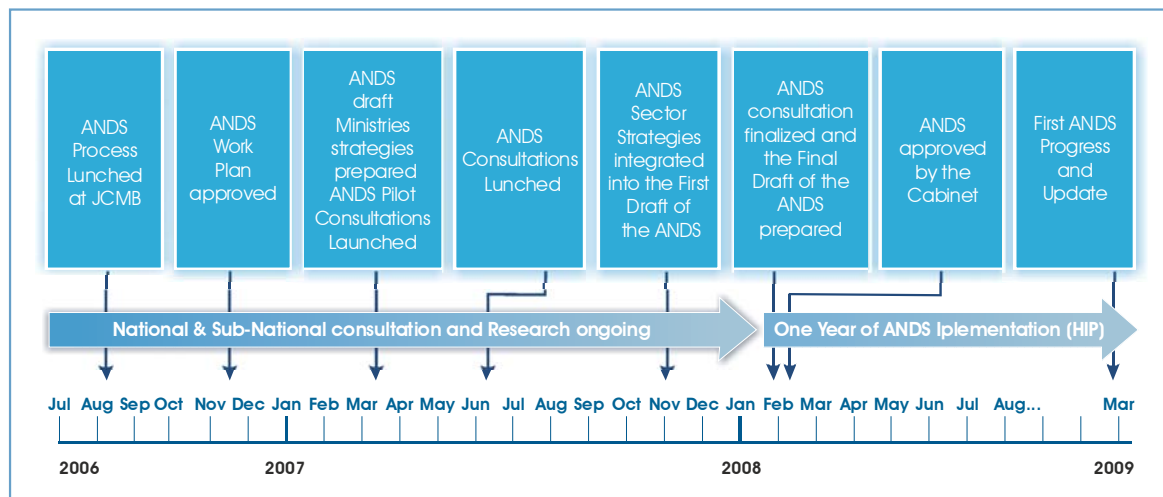 ANDS
Process
Lunched
at JCMB
ANDS
Work
Plan
approved
ANDS
draft
Ministries
strategies
prepared
ANDS Pilot
Consultations
Launched
ANDS
Consultations
Lunched
ANDS
Sector
Strategies
integrated
into the First
Draft of
the ANDS
ANDS
consultation
finalized and
the Final
Draft of the
ANDS
prepared
ANDS
approved
by the
Cabinet
First ANDS
Progress
and
Update
National & Sub-National consultation and Research ongoing
One Year of ANDS Iplementation (HIP)
Jul Aug Sep Oct Nov Dec Jan Feb Mar Apr May Jun Jul Aug Sep Oct Nov Dec Jan Feb Mar Apr May Jun Jul Aug... Mar
2006 2007 2008 2009